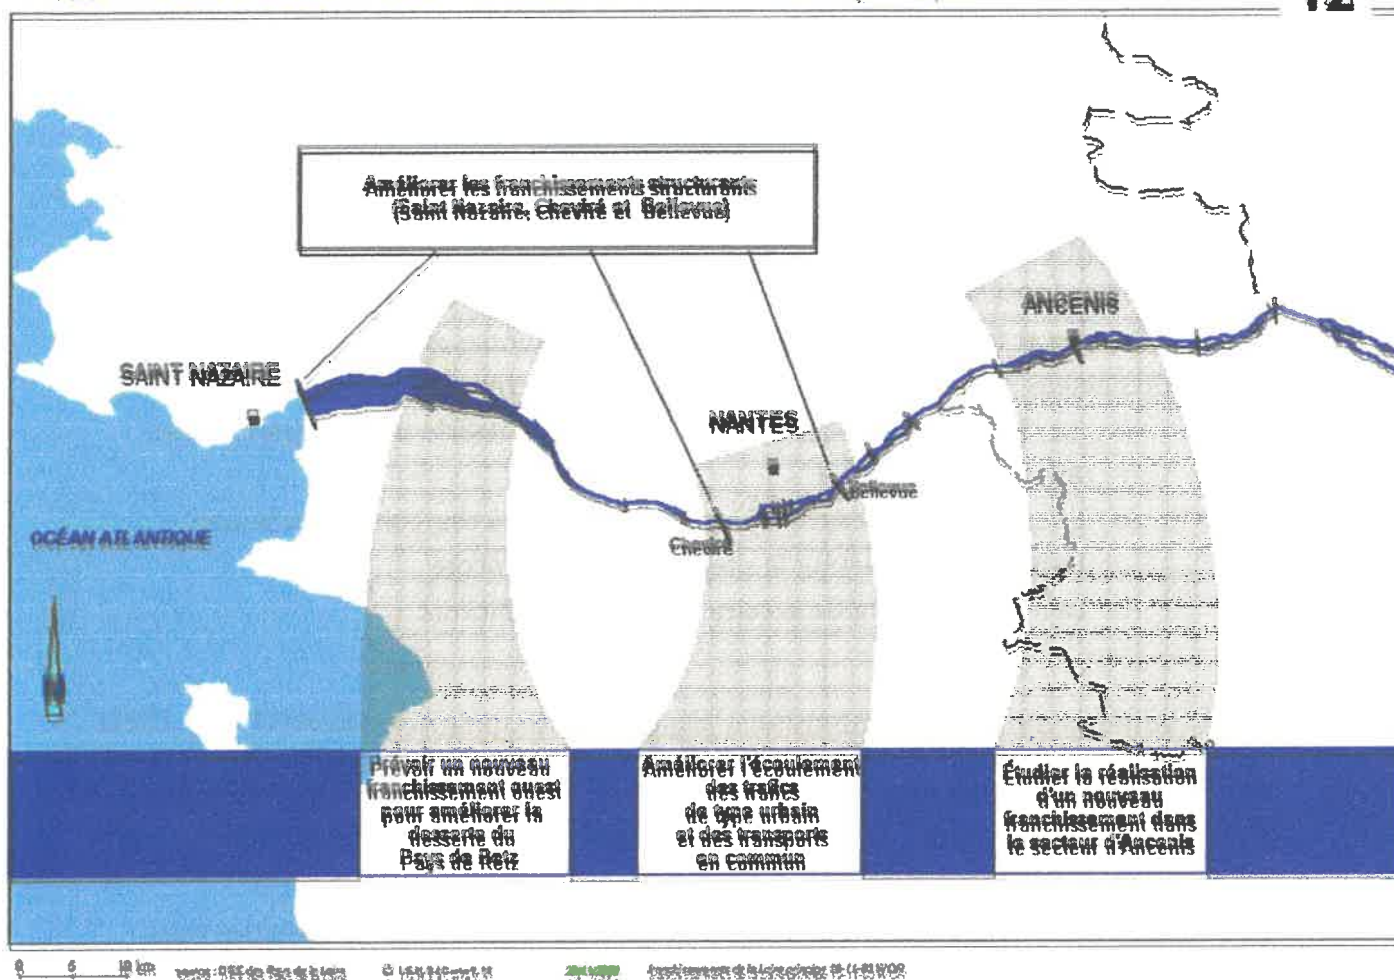 12
Améliorer les franchissements structurants
(Saint Nazaire, Cheviré et Bellevue)
ANCENIS
SAINT NAZAIRE
NANTES
Bellevue
Cheviré
OCÉAN ATLANTIQUE
Prévoir un nouveau
franchissement ouest
pour améliorer la
desserte du
Pays de Retz
Améliorer l'écoulement
des trafics
de type urbain
et des transports
en commun
Étudier la réalisation
d'un nouveau
franchissement dans
le secteur d'Ancenis
0 5 10 km